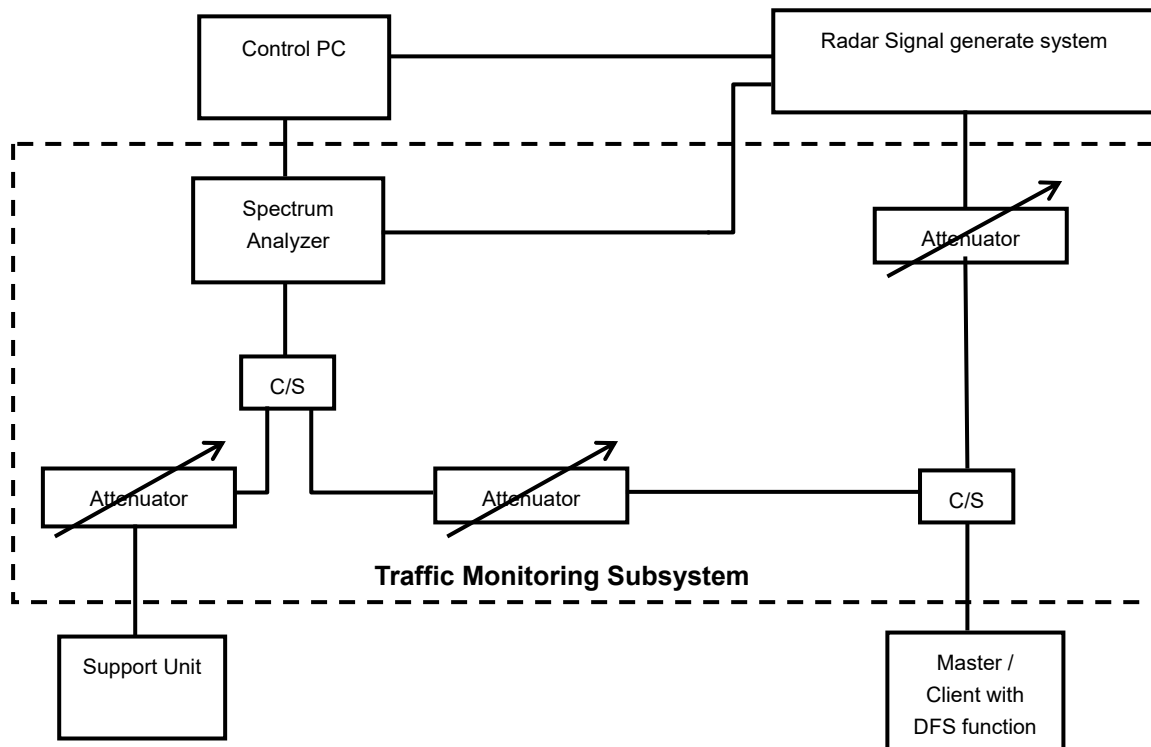 Control PC
Radar Signal generate system
Spectrum
Analyzer
Attenuator
C/S
Attenuator
Attenuator
C/S
Traffic Monitoring Subsystem
Support Unit
Master /
Client with
DFS function